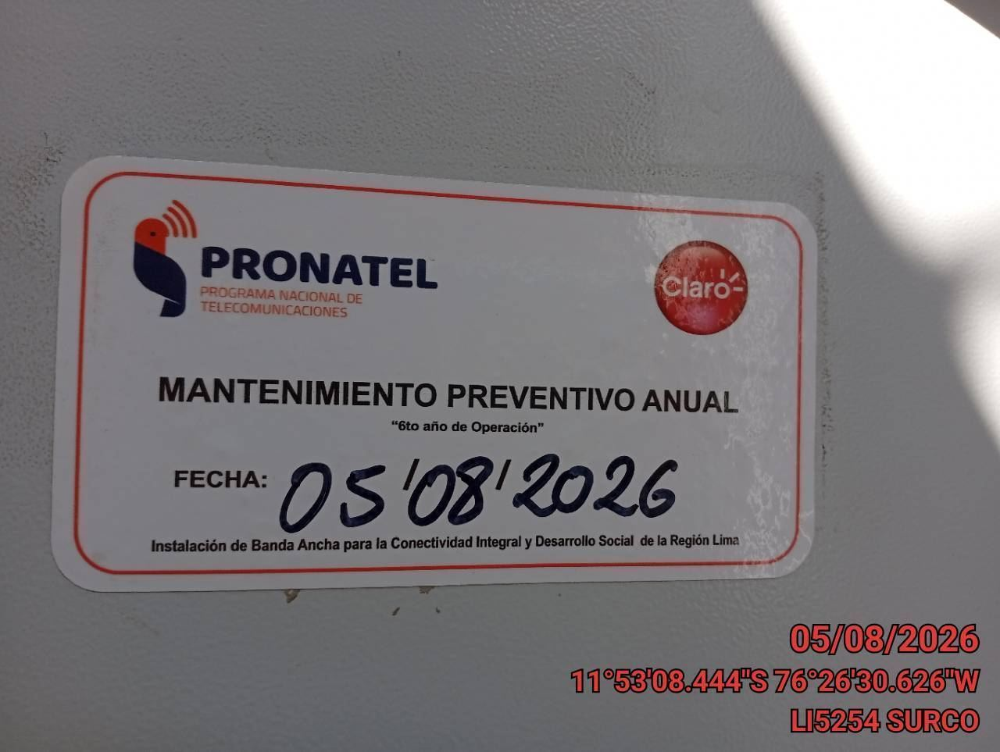 PRONATEL
PROGRAMA NACIONAL DE
TELECOMUNICACIONES
Claro
MANTENIMIENTO PREVENTIVO ANUAL
"6to año de Operación"
FECHA: 05/08/2026
Instalación de Banda Ancha para la Conectividad Integral y Desarrollo Social de la Región Lima
05/08/2026
11°53'08.444"S 76°26'30.626"W
LI5254 SURCO